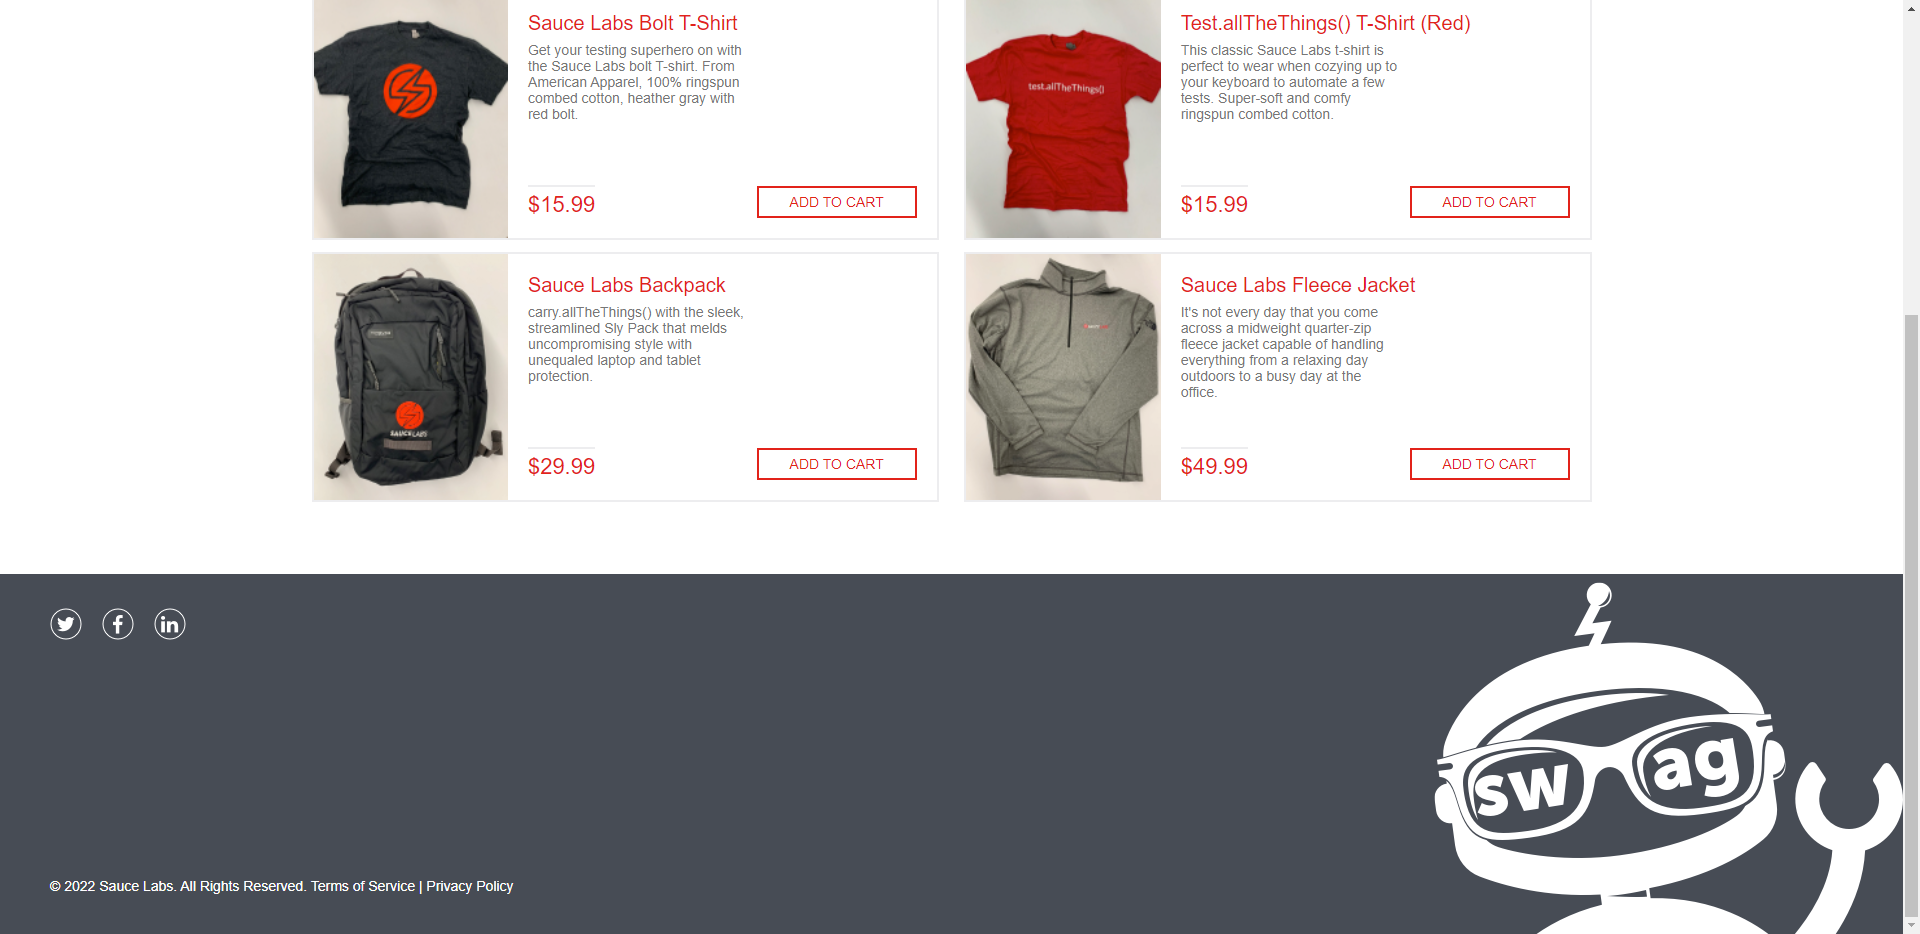 Sauce Labs Bolt T-Shirt
Get your testing superhero on with
the Sauce Labs bolt T-shirt. From
American Apparel, 100% ringspun
combed cotton, heather gray with
red bolt.
$15.99
ADD TO CART
test.allTheThings()
Test.allTheThings() T-Shirt (Red)
This classic Sauce Labs t-shirt is
perfect to wear when cozying up to
your keyboard to automate a few
tests. Super-soft and comfy
ringspun combed cotton.
$15.99
ADD TO CART
SAUCELABS
Sauce Labs Backpack
carry.allTheThings() with the sleek,
streamlined Sly Pack that melds
uncompromising style with
unequaled laptop and tablet
protection.
$29.99
ADD TO CART
Sauce Labs Fleece Jacket
It's not every day that you come
across a midweight quarter-zip
fleece jacket capable of handling
everything from a relaxing day
outdoors to a busy day at the
office.
$49.99
ADD TO CART
swag
© 2022 Sauce Labs. All Rights Reserved. Terms of Service | Privacy Policy